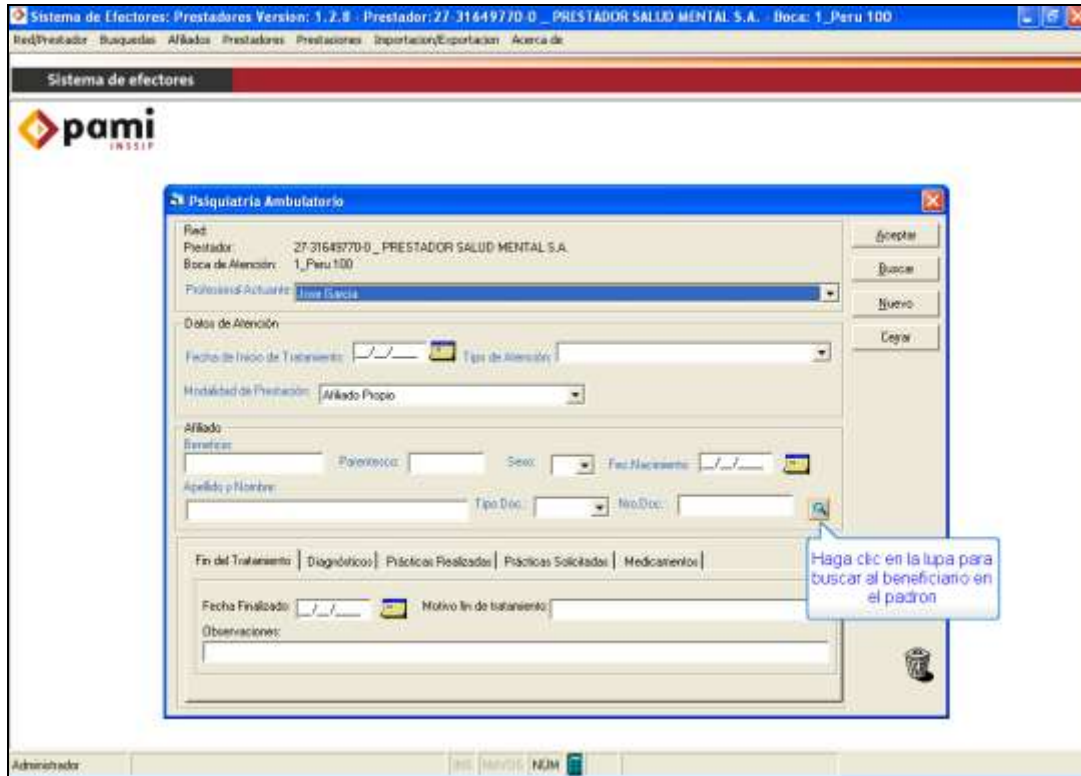 Sistema de Efectores: Prestadores Version: 1.2.8 - Prestador: 27-31649770-0 _ PRESTADOR SALUD MENTAL S.A. - Boca: 1_Peru 100
Red/Prestador Busquedas Afiliados Prestadores Prestaciones Importacion/Exportacion Acerca de
Sistema de efectores
pami
INSSJP
Psiquiatría Ambulatorio
Red:
Prestador: 27-31649770-0 _ PRESTADOR SALUD MENTAL S.A.
Boca de Atención: 1_Peru 100
Profesional Actuante: Jose Garcia
Aceptar
Buscar
Nuevo
Cerrar
Datos de Atención
Fecha de Inicio de Tratamiento: __/__/____ Tipo de Atención:
Modalidad de Prestación: Afiliado Propio
Afiliado
Beneficio:
Parentesco: Sexo: Fec.Nacimiento: __/__/____
Apellido y Nombre:
Tipo Doc.: Nro.Doc.:
Haga clic en la lupa para
buscar al beneficiario en
el padron
Fin del Tratamiento Diagnósticos Prácticas Realizadas Prácticas Solicitadas Medicamentos
Fecha Finalizado: __/__/____ Motivo fin de tratamiento:
Observaciones:
Administrador INS MAYUS NÚM